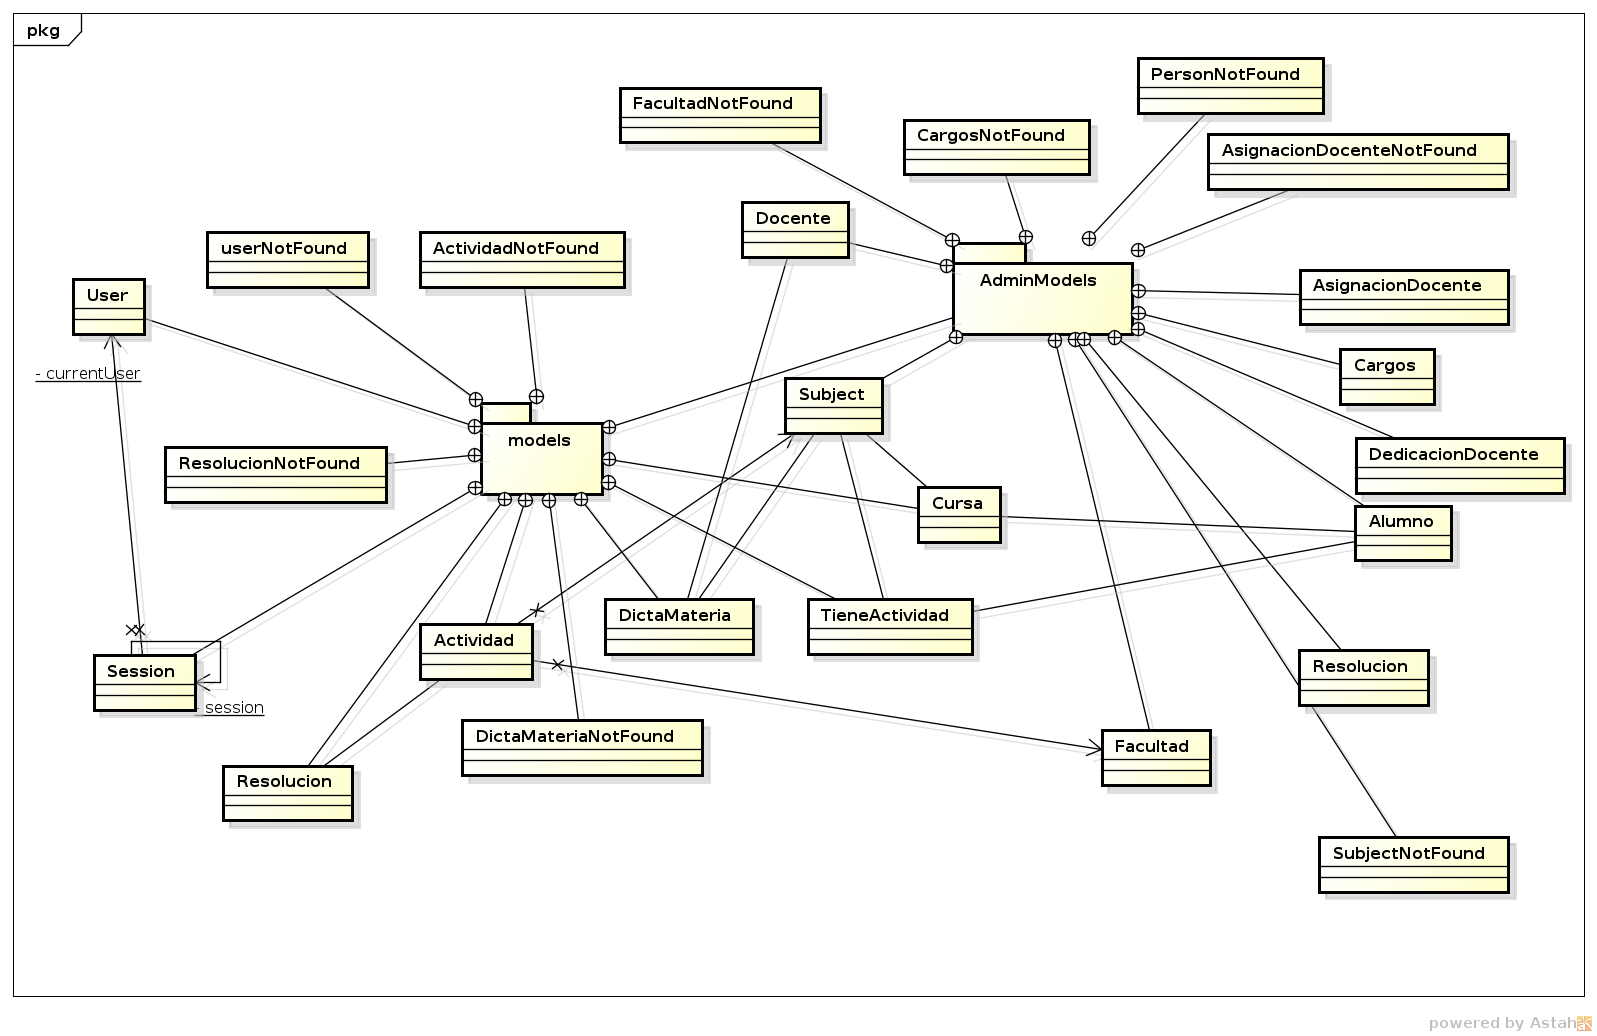 pkg
PersonNotFound
FacultadNotFound
CargosNotFound
AsignacionDocenteNotFound
Docente
userNotFound
ActividadNotFound
AdminModels
AsignacionDocente
User
Cargos
- currentUser
Subject
models
DedicacionDocente
ResolucionNotFound
Cursa
Alumno
DictaMateria
TieneActividad
Actividad
Resolucion
Session
- session
DictaMateriaNotFound
Facultad
Resolucion
SubjectNotFound
powered by Astah